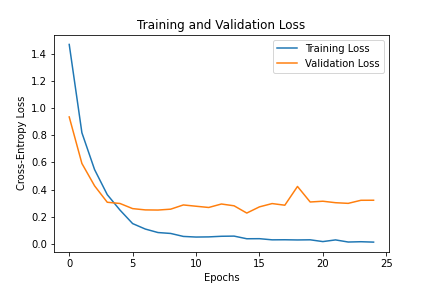 Training and Validation Loss
Training Loss
Validation Loss
Cross-Entropy Loss
1.4
1.2
1.0
0.8
0.6
0.4
0.2
0.0
0 5 10 15 20 25
Epochs